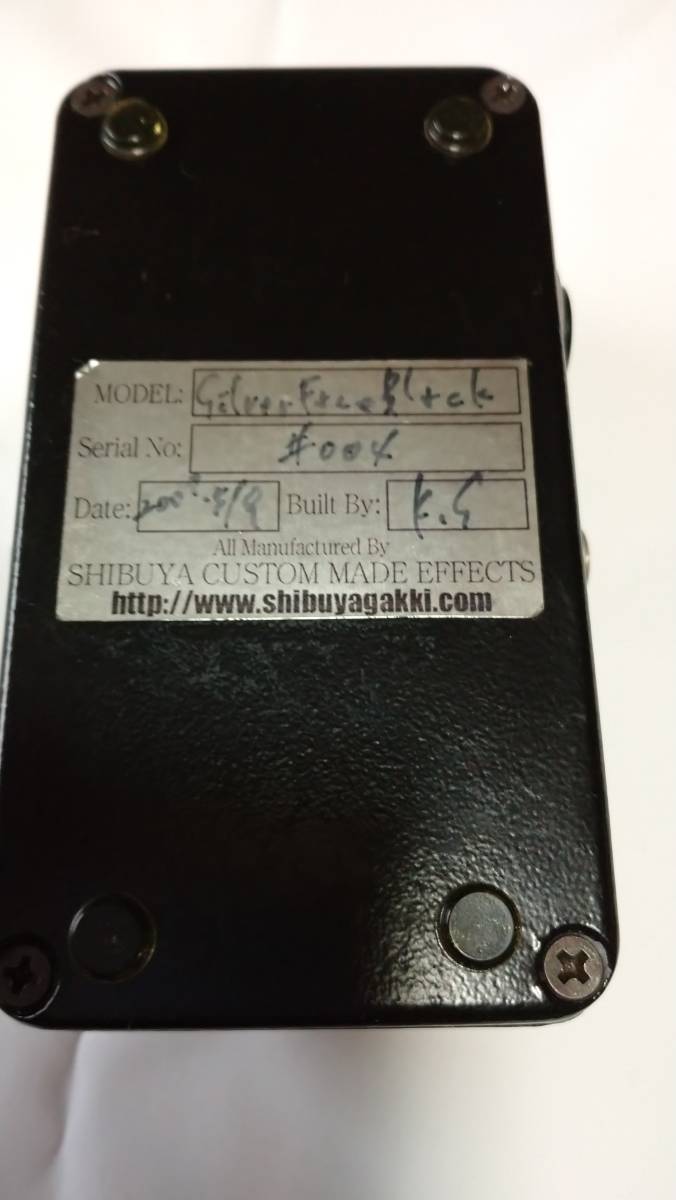 MODEL: Silver Face Black
Serial No: #004
Date: Built By: K.G
All Manufactured By
SHIBUYA CUSTOM MADE EFFECTS
http://www.shibuyagakki.com